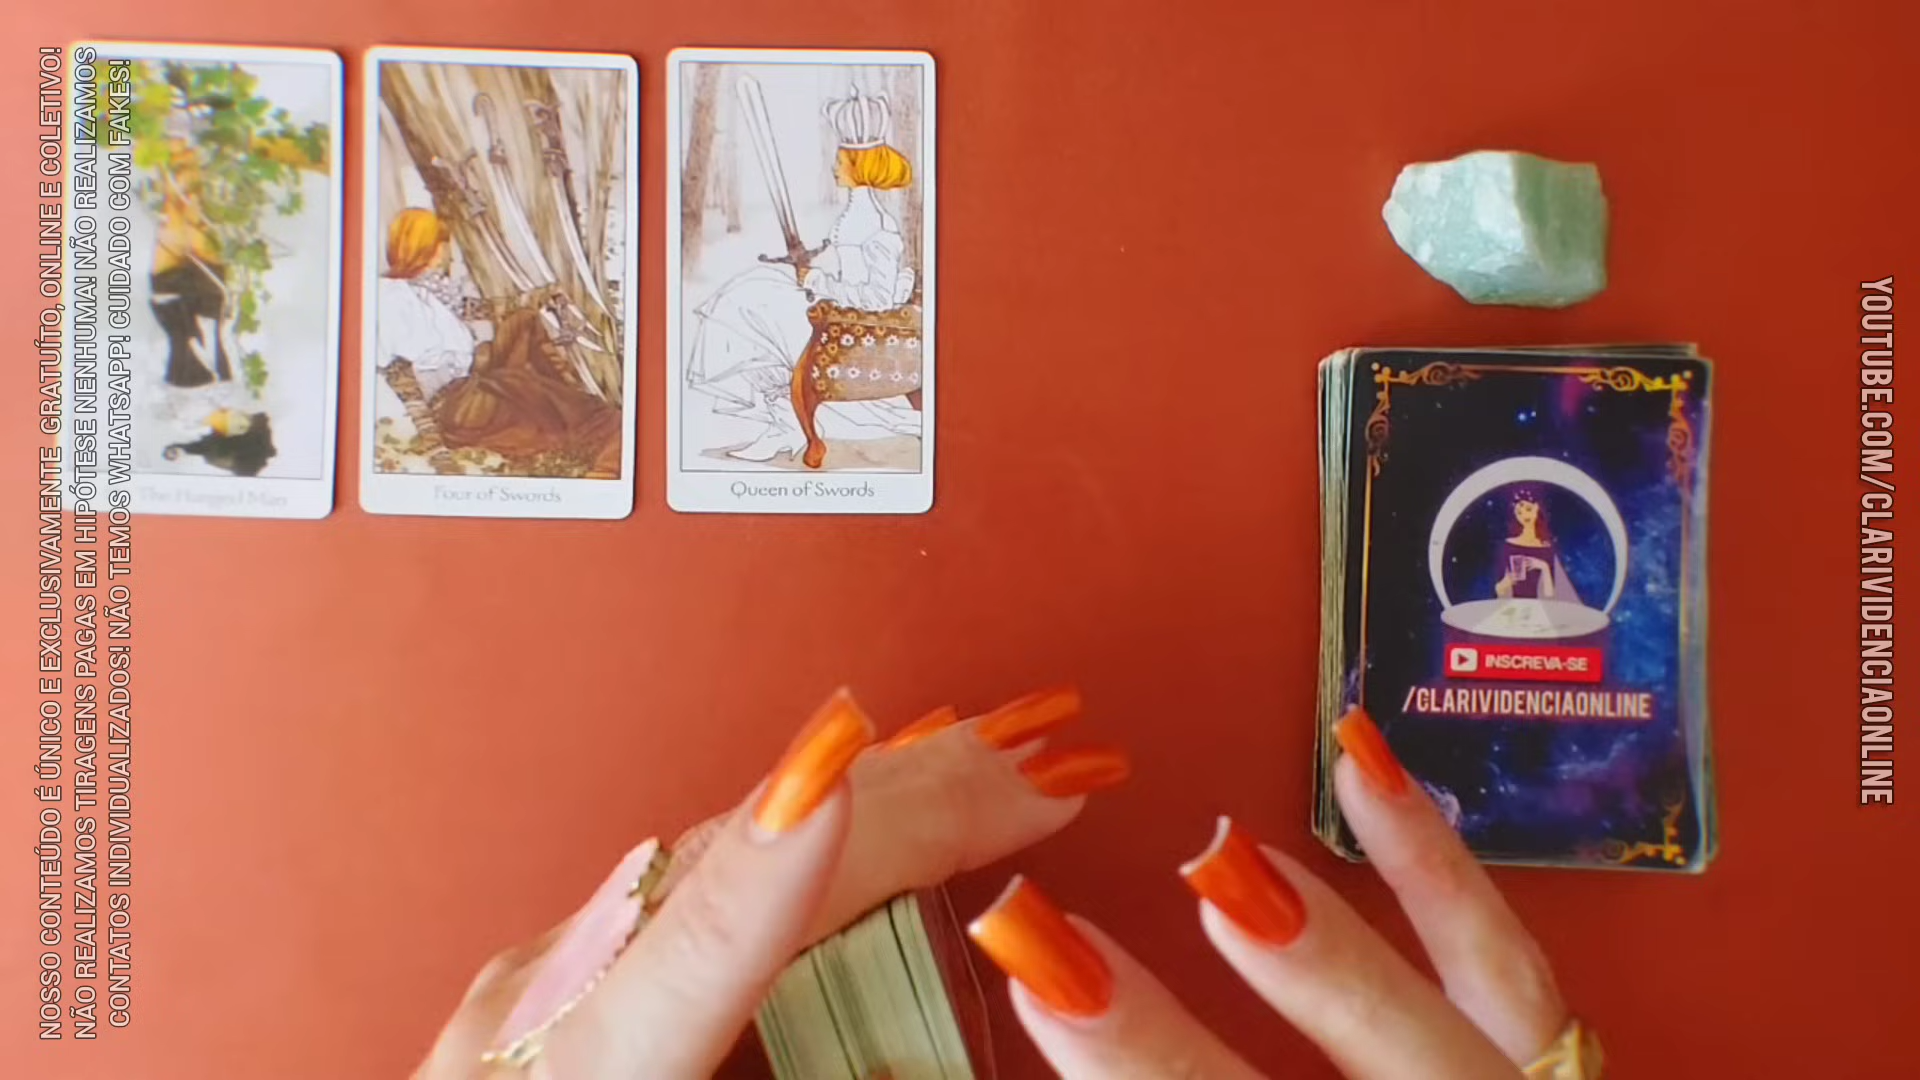 NOSSO CONTEÚDO É ÚNICO E EXCLUSIVAMENTE GRATUÍTO, ONLINE E COLETIVO!
NÃO REALIZAMOS TIRAGENS PAGAS EM HIPÓTESE NENHUMA! NÃO REALIZAMOS
CONTATOS INDIVIDUALIZADOS! NÃO TEMOS WHATSAPP! CUIDADO COM FAKES!
The Hanged Man
Four of Swords
Queen of Swords
INSCREVA-SE
/CLARIVIDENCIAONLINE
YOUTUBE.COM/CLARIVIDENCIAONLINE